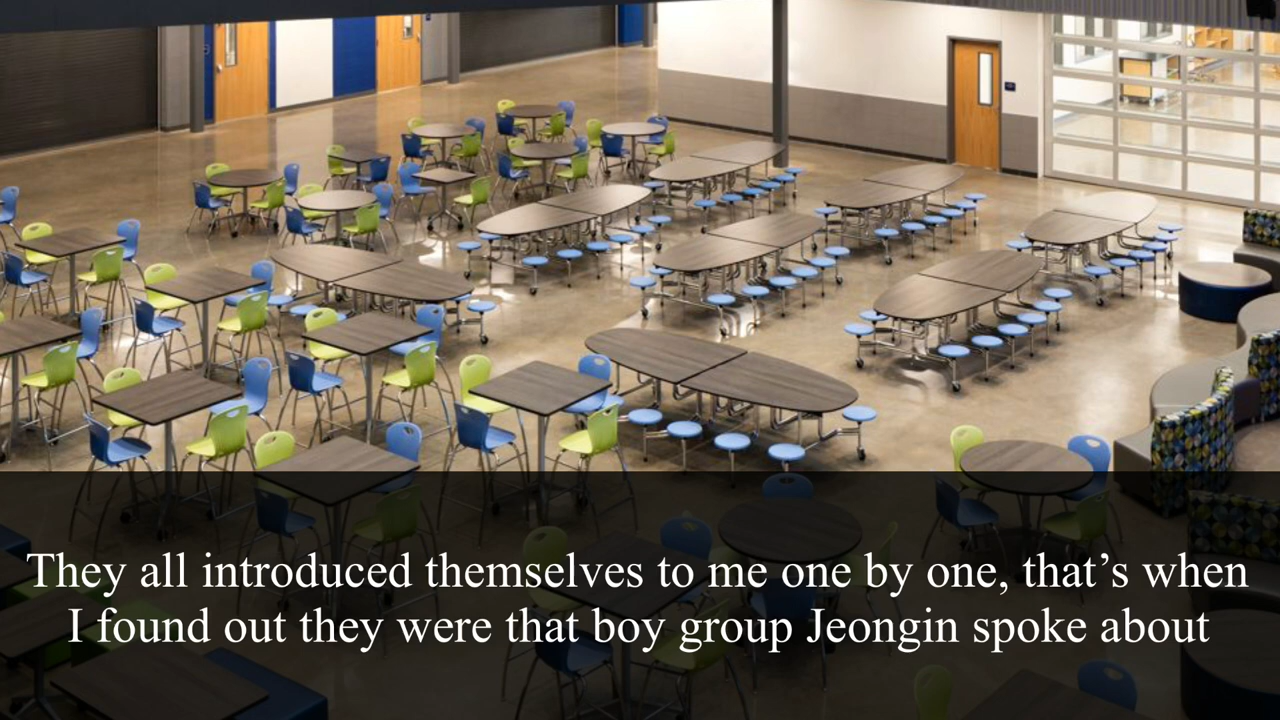 They all introduced themselves to me one by one, that’s when
I found out they were that boy group Jeongin spoke about